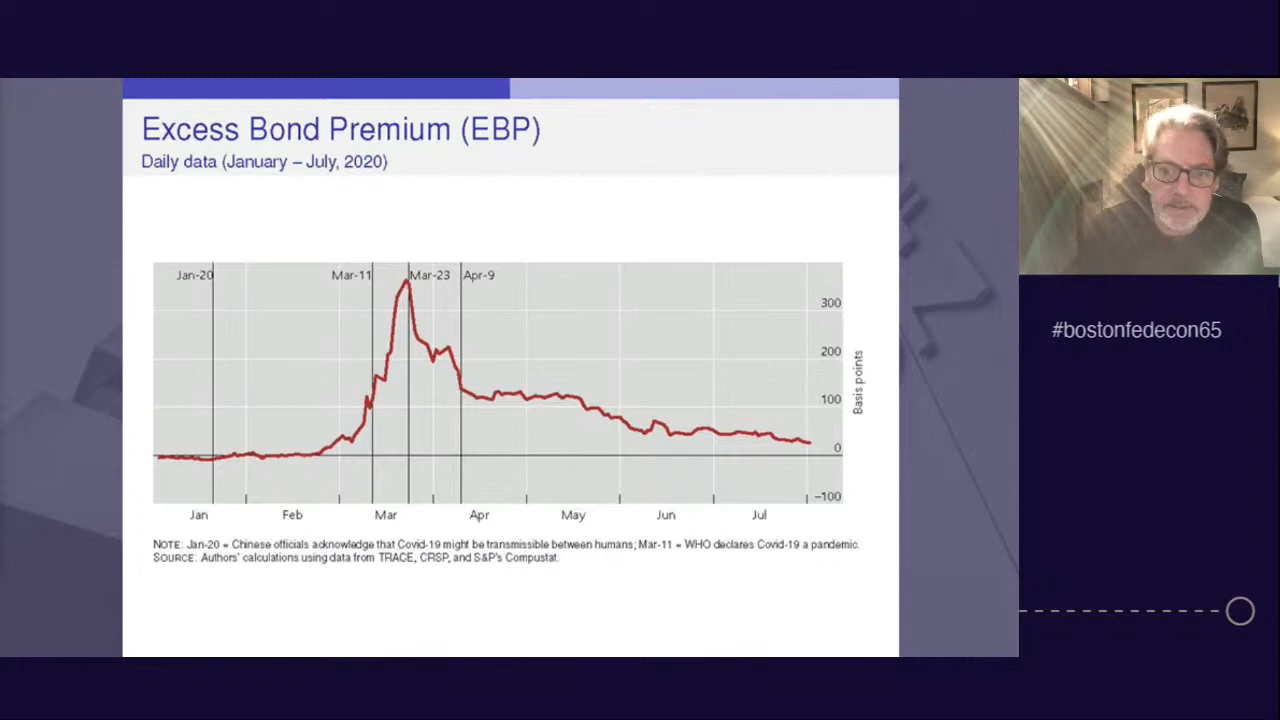 Excess Bond Premium (EBP)
Daily data (January – July, 2020)
Jan-20
Mar-11
Mar-23
Apr-9
300
200
100
0
–100
Basis points
Jan
Feb
Mar
Apr
May
Jun
Jul
NOTE: Jan-20 = Chinese officials acknowledge that Covid-19 might be transmissible between humans; Mar-11 = WHO declares Covid-19 a pandemic.
SOURCE: Authors' calculations using data from TRACE, CRSP, and S&P's Compustat.
#bostonfedecon65